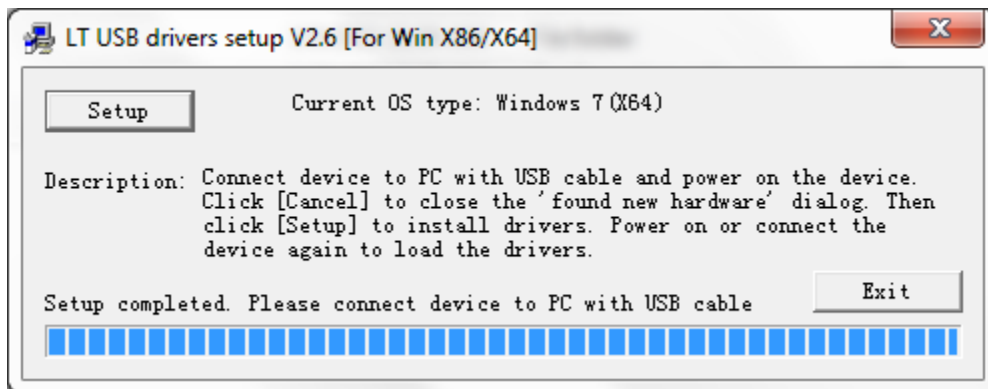 LT USB drivers setup V2.6 [For Win X86/X64]
Setup
Current OS type: Windows 7(X64)
Description: Connect device to PC with USB cable and power on the device.
Click [Cancel] to close the 'found new hardware' dialog. Then
click [Setup] to install drivers. Power on or connect the
device again to load the drivers.
Exit
Setup completed. Please connect device to PC with USB cable